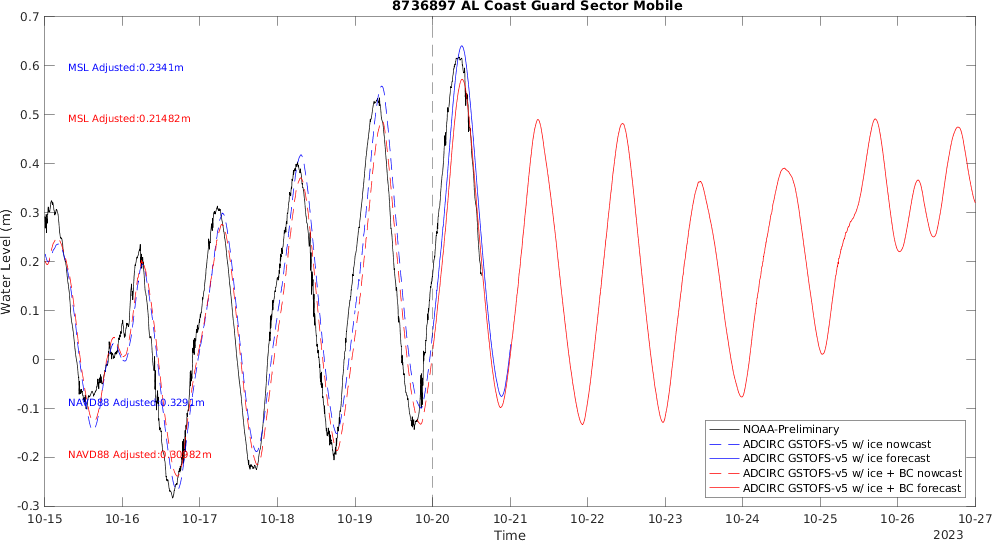 8736897 AL Coast Guard Sector Mobile
0.7
0.6
0.5
0.4
0.3
0.2
0.1
0
-0.1
-0.2
-0.3
Water Level (m)
MSL Adjusted:0.2341m
MSL Adjusted:0.21482m
NAVD88 Adjusted:0.3291m
NAVD88 Adjusted:0.30982m
NOAA-Preliminary
ADCIRC GSTOFS-v5 w/ ice nowcast
ADCIRC GSTOFS-v5 w/ ice forecast
ADCIRC GSTOFS-v5 w/ ice + BC nowcast
ADCIRC GSTOFS-v5 w/ ice + BC forecast
10-15 10-16 10-17 10-18 10-19 10-20 10-21 10-22 10-23 10-24 10-25 10-26 10-27
Time
2023